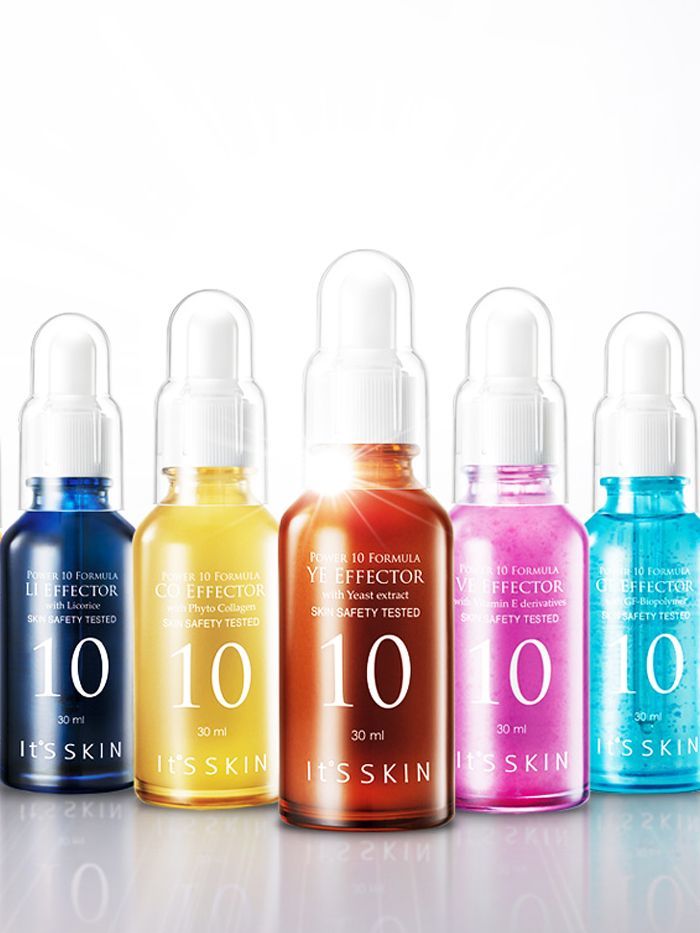 POWER 10 FORMULA
LI EFFECTOR
with Licorice
SKIN SAFETY TESTED
10
30 ml
It'S SKIN
POWER 10 FORMULA
CO EFFECTOR
with Phyto Collagen
SKIN SAFETY TESTED
10
30 ml
It'S SKIN
POWER 10 FORMULA
YE EFFECTOR
with Yeast extract
SKIN SAFETY TESTED
10
30 ml
It'S SKIN
POWER 10 FORMULA
VE EFFECTOR
with Vitamin E derivatives
SKIN SAFETY TESTED
10
30 ml
It'S SKIN
POWER 10 FORMULA
GF EFFECTOR
with GF-Biopolymer
SKIN SAFETY TESTED
10
30 ml
It'S SKIN